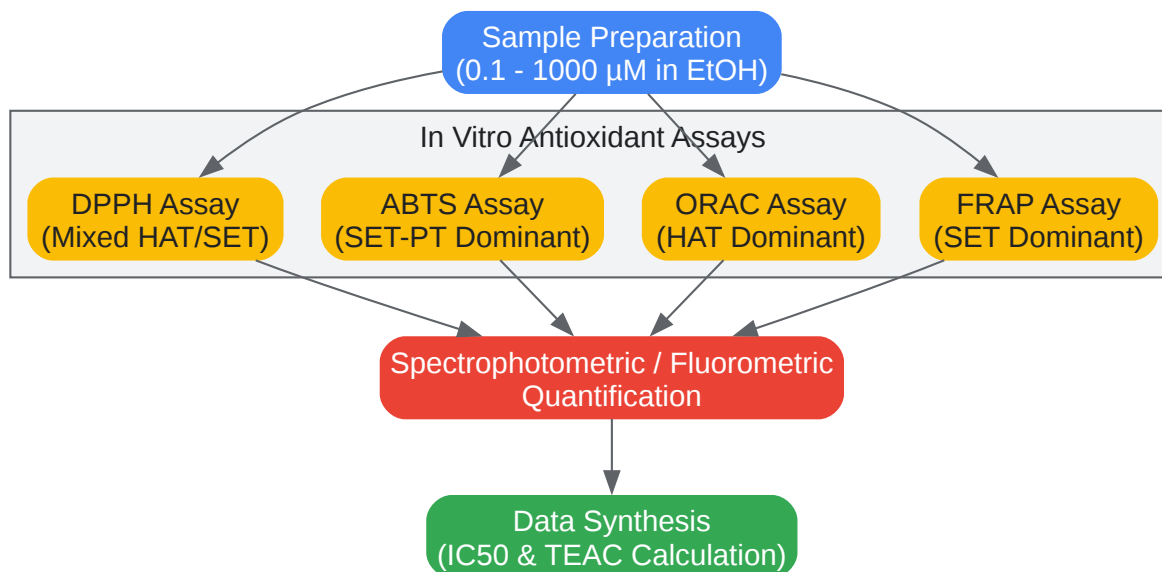 Sample Preparation
(0.1 - 1000 µM in EtOH)
In Vitro Antioxidant Assays
DPPH Assay
(Mixed HAT/SET)
ABTS Assay
(SET-PT Dominant)
ORAC Assay
(HAT Dominant)
FRAP Assay
(SET Dominant)
Spectrophotometric / Fluorometric
Quantification
Data Synthesis
(IC50 & TEAC Calculation)